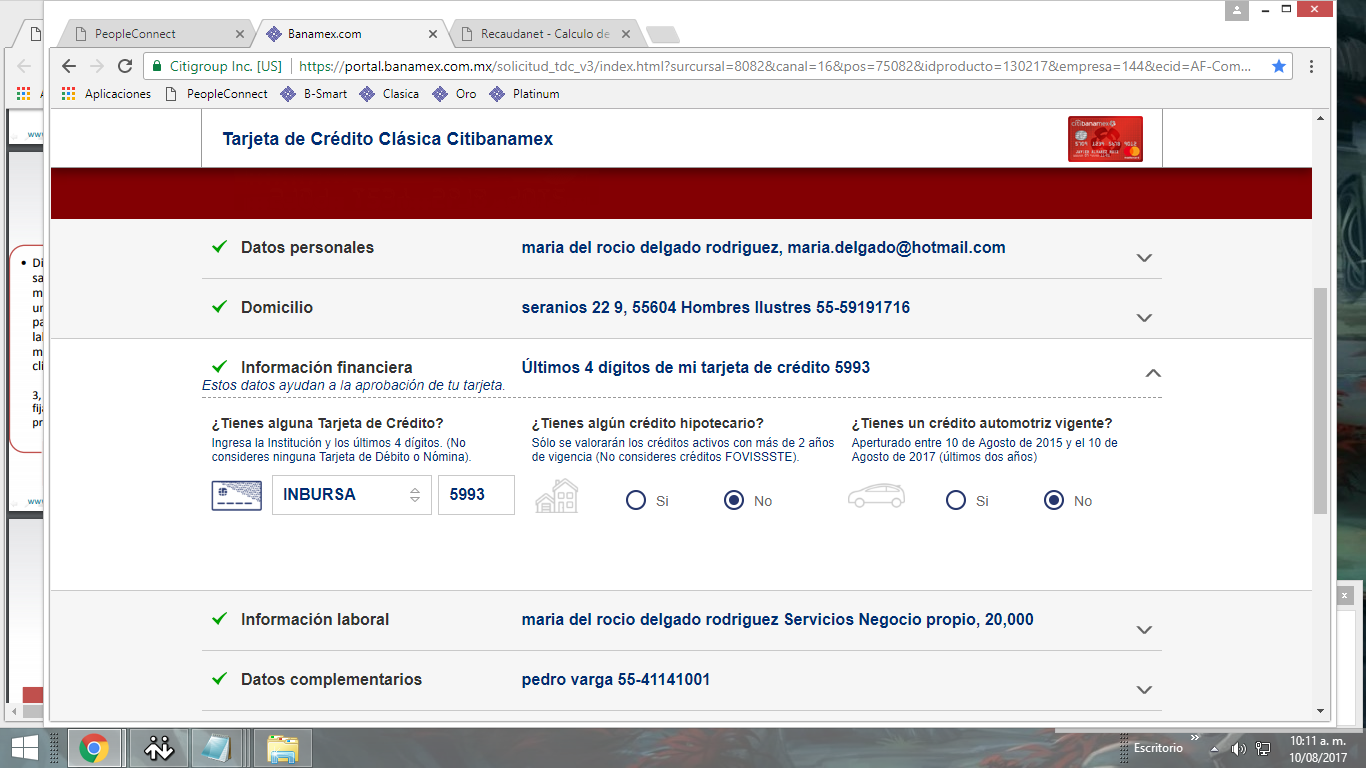 PeopleConnect
Banamex.com
Recaudanet - Calculo de
Citigroup Inc. [US]
https://portal.banamex.com.mx/solicitud_tdc_v3/index.html?surcursal=8082&canal=16&pos=75082&idproducto=130217&empresa=144&ecid=AF-Com...
Aplicaciones
PeopleConnect
B-Smart
Clasica
Oro
Platinum
Tarjeta de Crédito Clásica Citibanamex
citibanamex
Datos personales
maria del rocio delgado rodriguez, maria.delgado@hotmail.com
Domicilio
seranios 22 9, 55604 Hombres Ilustres 55-59191716
Información financiera
Últimos 4 dígitos de mi tarjeta de crédito 5993
Estos datos ayudan a la aprobación de tu tarjeta.
¿Tienes alguna Tarjeta de Crédito?
Ingresa la Institución y los últimos 4 dígitos. (No
consideres ninguna Tarjeta de Débito o Nómina).
INBURSA
5993
¿Tienes algún crédito hipotecario?
Sólo se valorarán los créditos activos con más de 2 años
de vigencia (No consideres créditos FOVISSSTE).
Si
No
¿Tienes un crédito automotriz vigente?
Aperturado entre 10 de Agosto de 2015 y el 10 de
Agosto de 2017 (últimos dos años)
Si
No
Información laboral
maria del rocio delgado rodriguez Servicios Negocio propio, 20,000
Datos complementarios
pedro varga 55-41141001
Escritorio
10:11 a. m.
10/08/2017